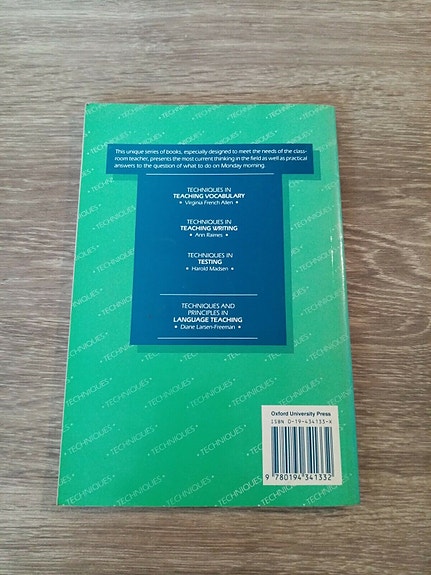 This unique series of books, especially designed to meet the needs of the class-
room teacher, presents the most current thinking in the field as well as practical
answers to the question of what to do on Monday morning.
TECHNIQUES IN
TEACHING VOCABULARY
• Virginia French Allen •
TECHNIQUES IN
TEACHING WRITING
• Ann Raimes •
TECHNIQUES IN
TESTING
• Harold Madsen •
TECHNIQUES AND
PRINCIPLES IN
LANGUAGE TEACHING
• Diane Larsen-Freeman •
Oxford University Press
ISBN 0-19-434133-X
9 780194 341332
• TECHNIQUES • TECHNIQUES • TECHNIQUES •